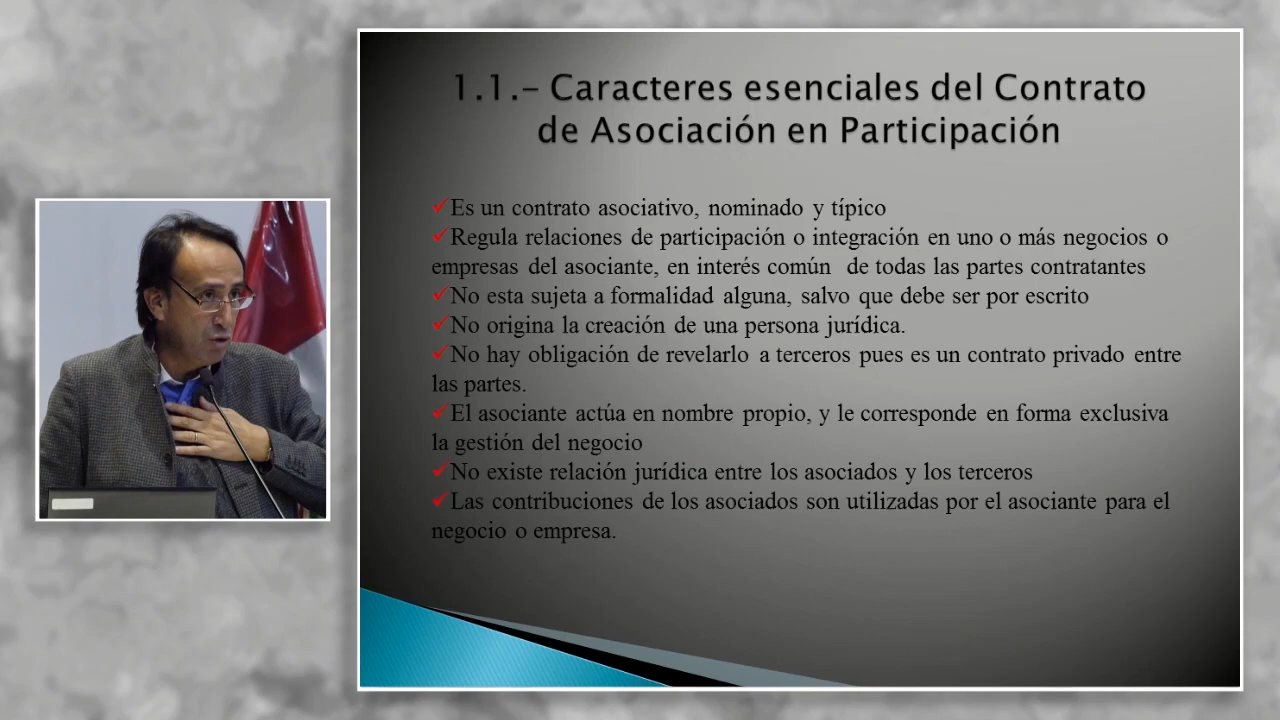 1.1.- Caracteres esenciales del Contrato
de Asociación en Participación
Es un contrato asociativo, nominado y típico
Regula relaciones de participación o integración en uno o más negocios o
empresas del asociante, en interés común de todas las partes contratantes
No esta sujeta a formalidad alguna, salvo que debe ser por escrito
No origina la creación de una persona jurídica.
No hay obligación de revelarlo a terceros pues es un contrato privado entre
las partes.
El asociante actúa en nombre propio, y le corresponde en forma exclusiva
la gestión del negocio
No existe relación jurídica entre los asociados y los terceros
Las contribuciones de los asociados son utilizadas por el asociante para el
negocio o empresa.